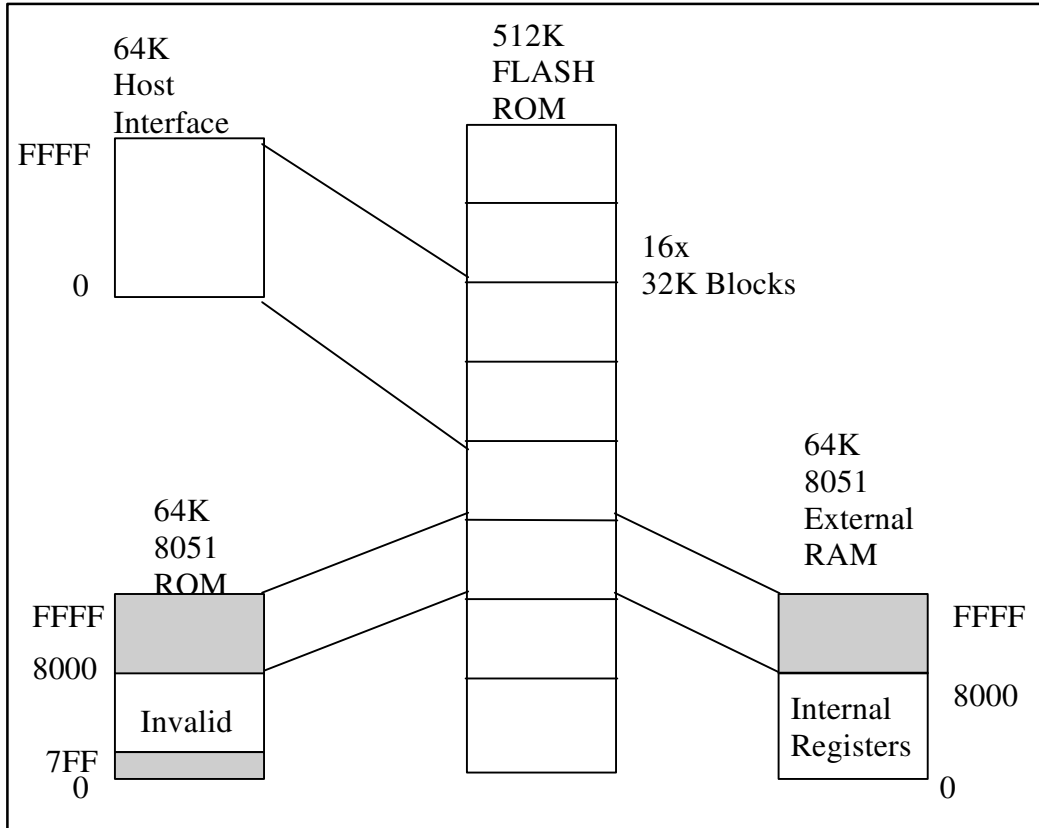 64K
Host
Interface
FFFF
0
512K
FLASH
ROM
16x
32K Blocks
64K
8051
ROM
FFFF
8000
Invalid
7FF
0
64K
8051
External
RAM
FFFF
8000
Internal
Registers
0